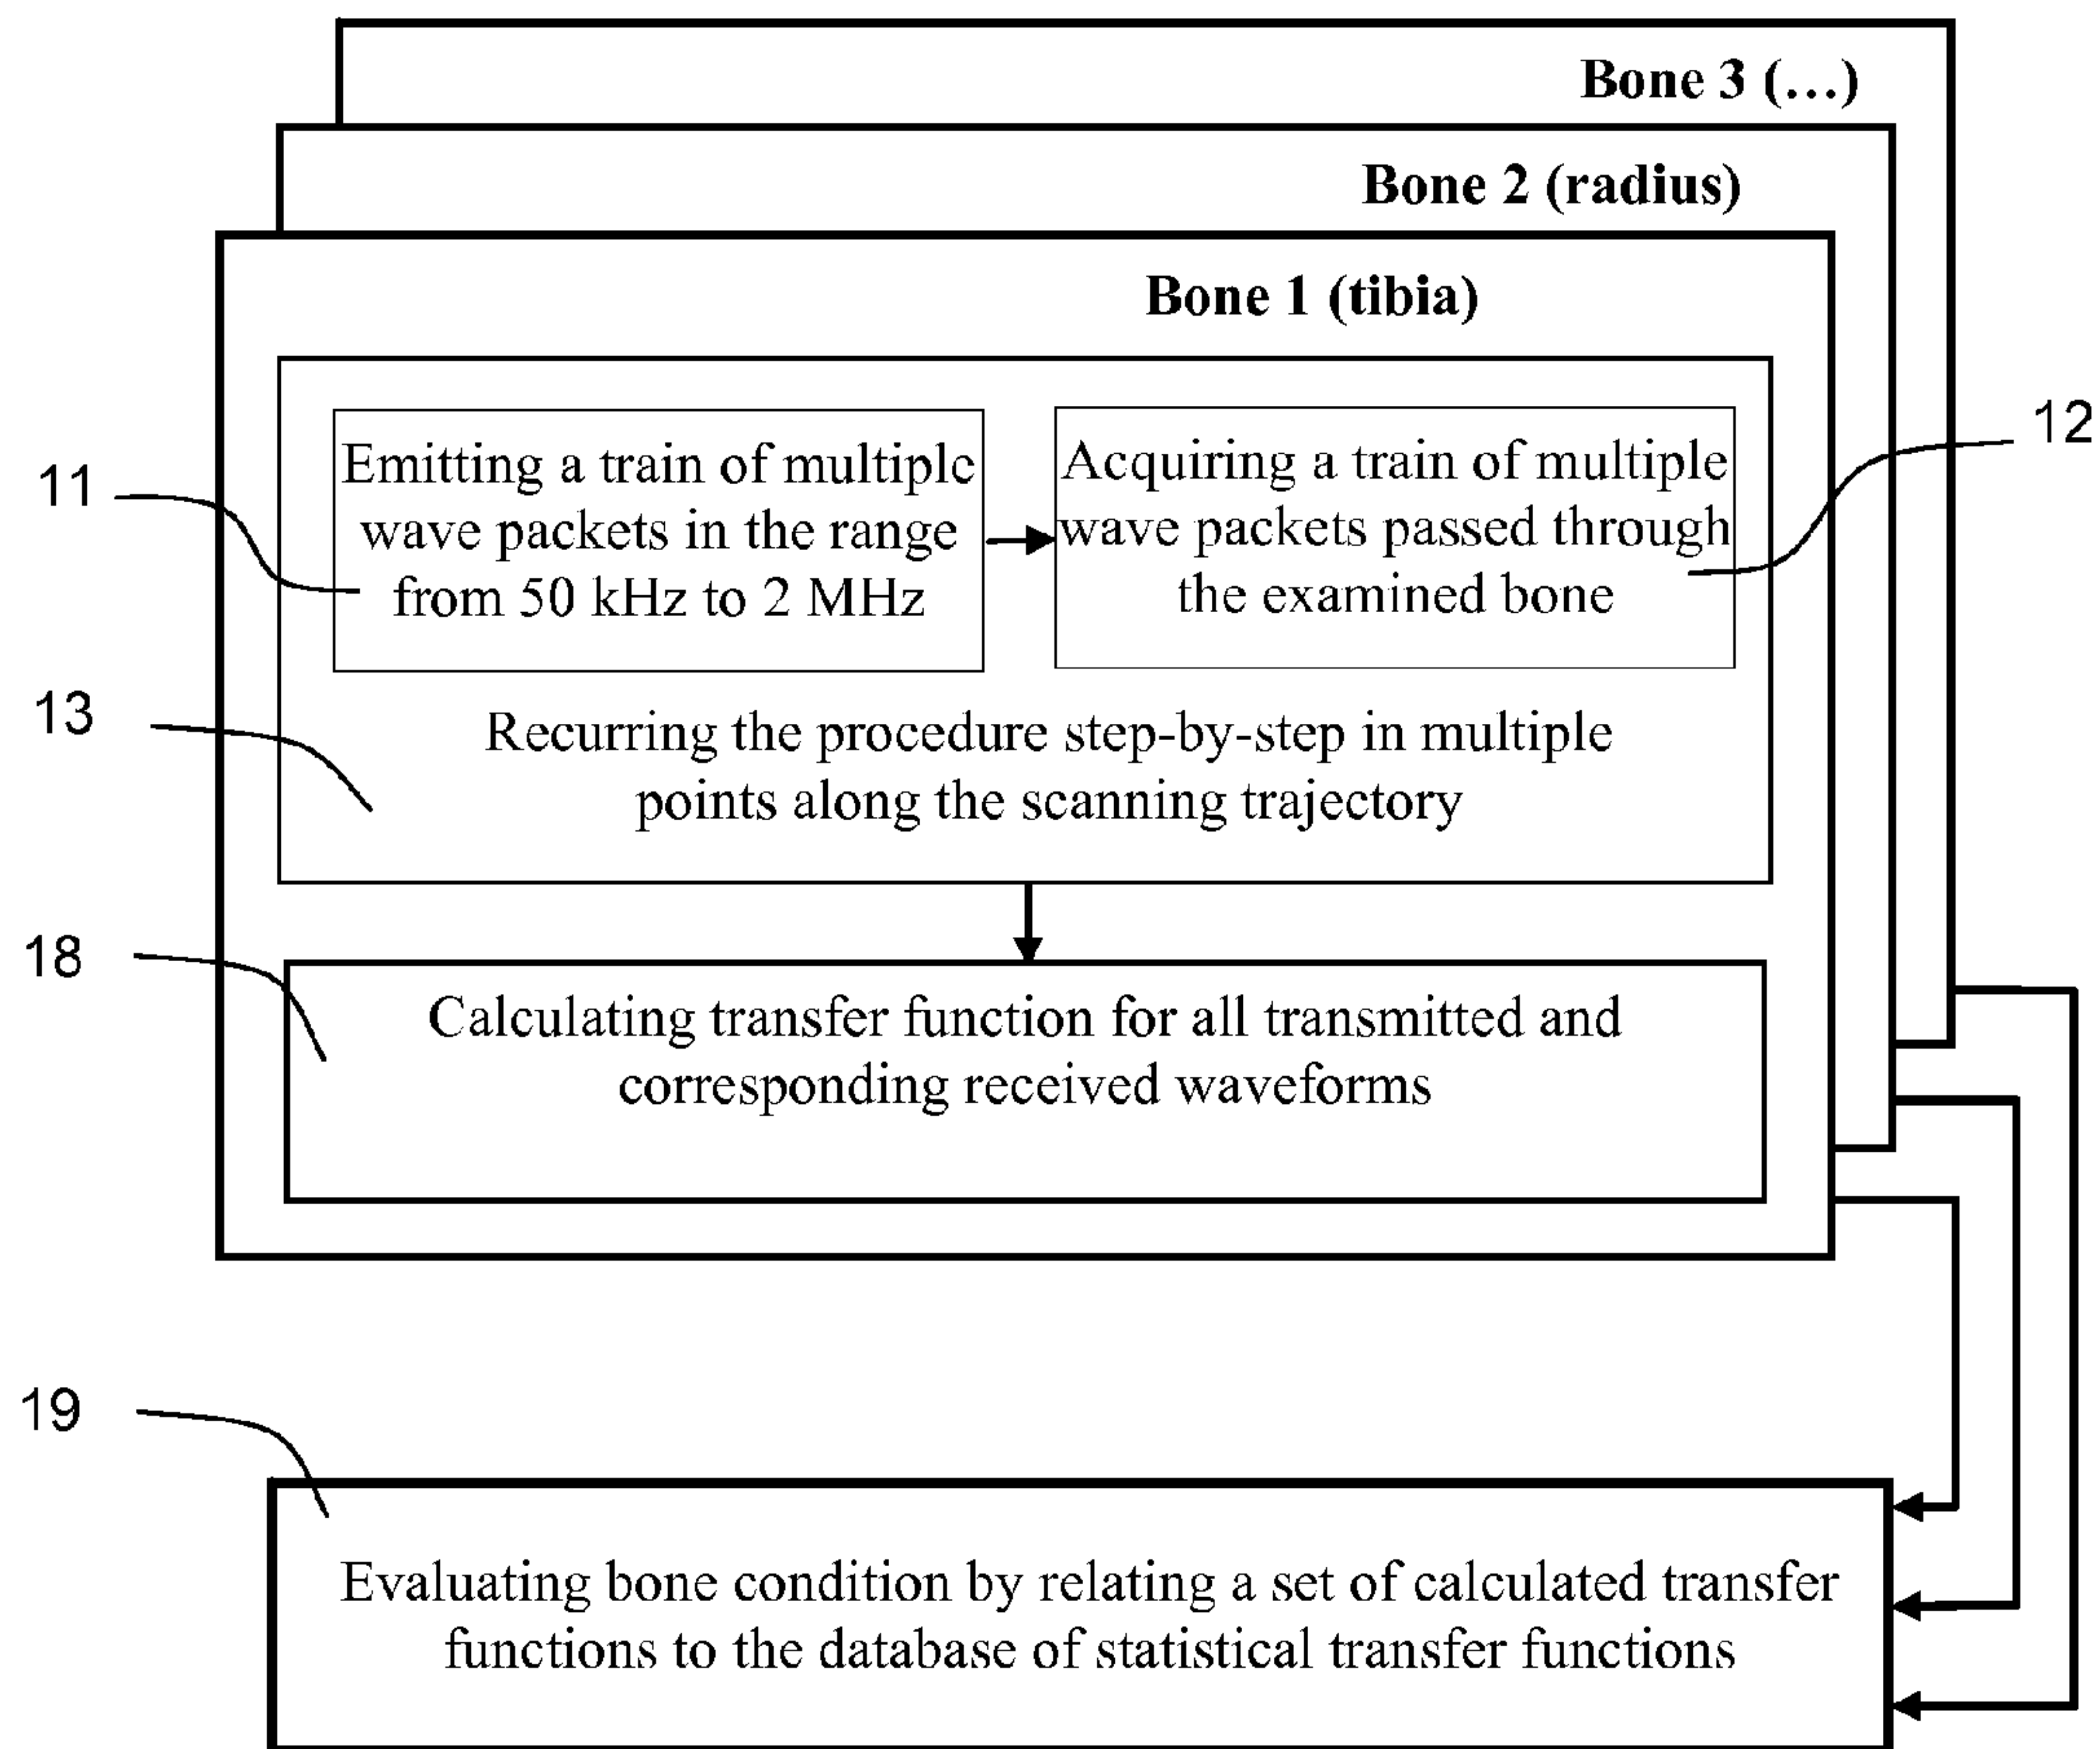 Bone 3 (...)
Bone 2 (radius)
Bone 1 (tibia)
11
Emitting a train of multiple
wave packets in the range
from 50 kHz to 2 MHz
Acquiring a train of multiple
wave packets passed through
the examined bone
12
13
Recurring the procedure step-by-step in multiple
points along the scanning trajectory
18
Calculating transfer function for all transmitted and
corresponding received waveforms
19
Evaluating bone condition by relating a set of calculated transfer
functions to the database of statistical transfer functions